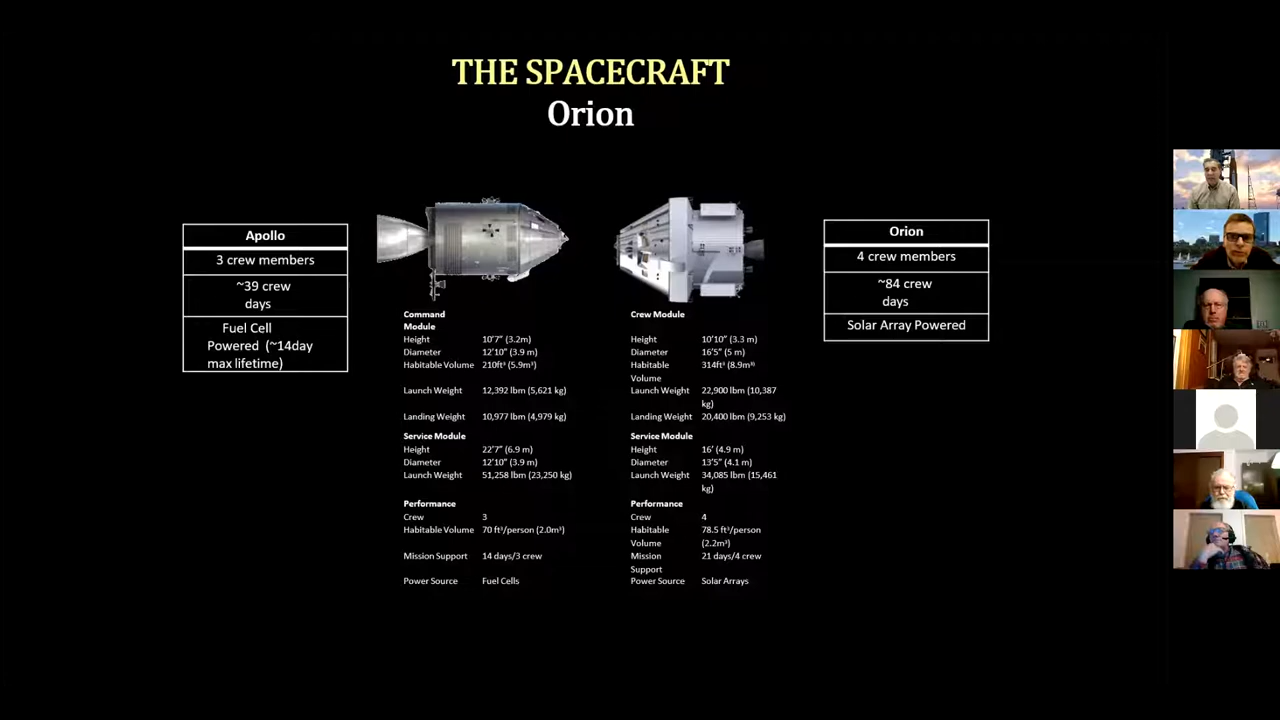 THE SPACECRAFT
Orion
Apollo
3 crew members
~39 crew
days
Fuel Cell
Powered (~14day
max lifetime)
Command
Module
Height 10'7" (3.2m)
Diameter 12'10" (3.9 m)
Habitable Volume 210ft³ (5.9m³)
Launch Weight 12,392 lbm (5,621 kg)
Landing Weight 10,977 lbm (4,979 kg)
Service Module
Height 22'7" (6.9 m)
Diameter 12'10" (3.9 m)
Launch Weight 51,258 lbm (23,250 kg)
Performance
Crew 3
Habitable Volume 70 ft³/person (2.0m³)
Mission Support 14 days/3 crew
Power Source Fuel Cells
Crew Module
Height 10'10" (3.3 m)
Diameter 16'5" (5 m)
Habitable 314ft³ (8.9m³⁾
Volume
Launch Weight 22,900 lbm (10,387
kg)
Landing Weight 20,400 lbm (9,253 kg)
Service Module
Height 16' (4.9 m)
Diameter 13'5" (4.1 m)
Launch Weight 34,085 lbm (15,461
kg)
Performance
Crew 4
Habitable 78.5 ft³/person
Volume (2.2m³)
Mission 21 days/4 crew
Support
Power Source Solar Arrays
Orion
4 crew members
~84 crew
days
Solar Array Powered